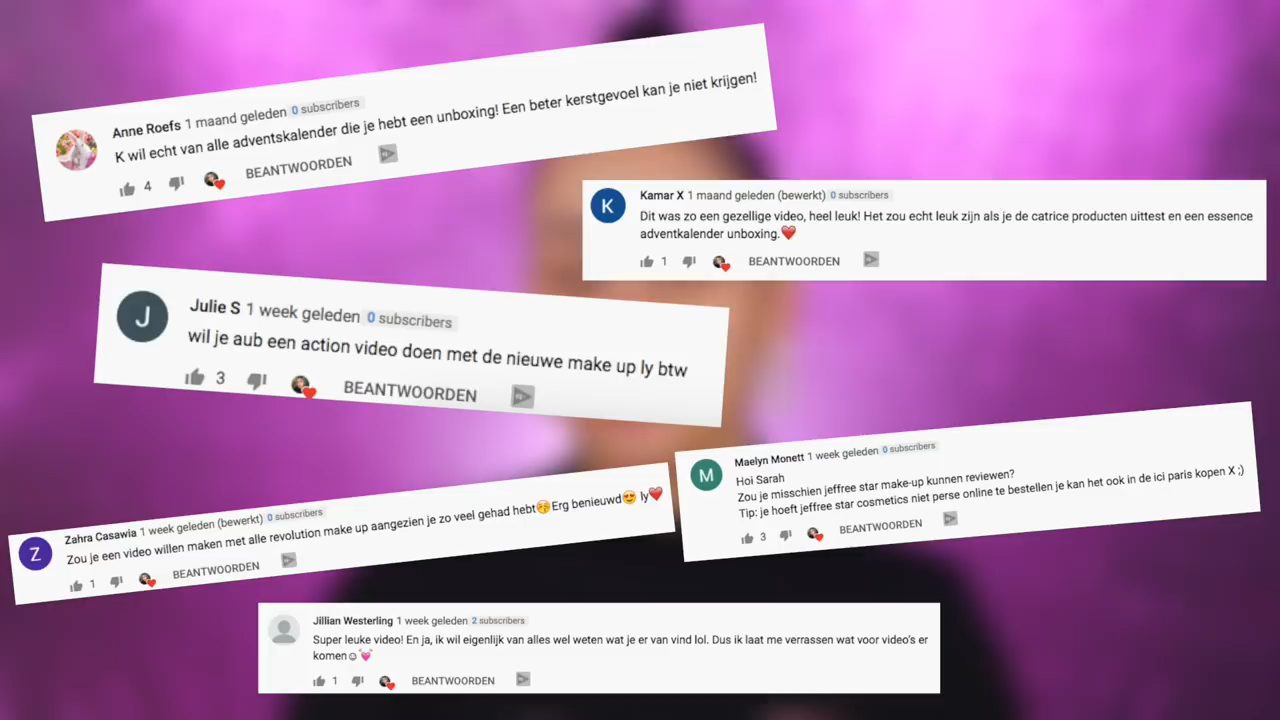 Anne Roefs 1 maand geleden 0 subscribers
K wil echt van alle adventskalender die je hebt een unboxing! Een beter kerstgevoel kan je niet krijgen!
4 BEANTWOORDEN
K
Kamar X 1 maand geleden (bewerkt) 0 subscribers
Dit was zo een gezellige video, heel leuk! Het zou echt leuk zijn als je de catrice producten uittest en een essence
adventkalender unboxing.❤️
1 BEANTWOORDEN
J
Julie S 1 week geleden 0 subscribers
wil je aub een action video doen met de nieuwe make up ly btw
3 BEANTWOORDEN
M
Maelyn Monett 1 week geleden 0 subscribers
Hoi Sarah
Zou je misschien jeffree star make-up kunnen reviewen?
Tip: je hoeft jeffree star cosmetics niet perse online te bestellen je kan het ook in de ici paris kopen X ;)
3 BEANTWOORDEN
Z
Zahra Casawia 1 week geleden (bewerkt) 0 subscribers
Zou je een video willen maken met alle revolution make up aangezien je zo veel gehad hebt😚Erg benieuwd😍 ly❤️
1 BEANTWOORDEN
Jillian Westerling 1 week geleden 2 subscribers
Super leuke video! En ja, ik wil eigenlijk van alles wel weten wat je er van vind lol. Dus ik laat me verrassen wat voor video's er
komen☺💓
1 BEANTWOORDEN